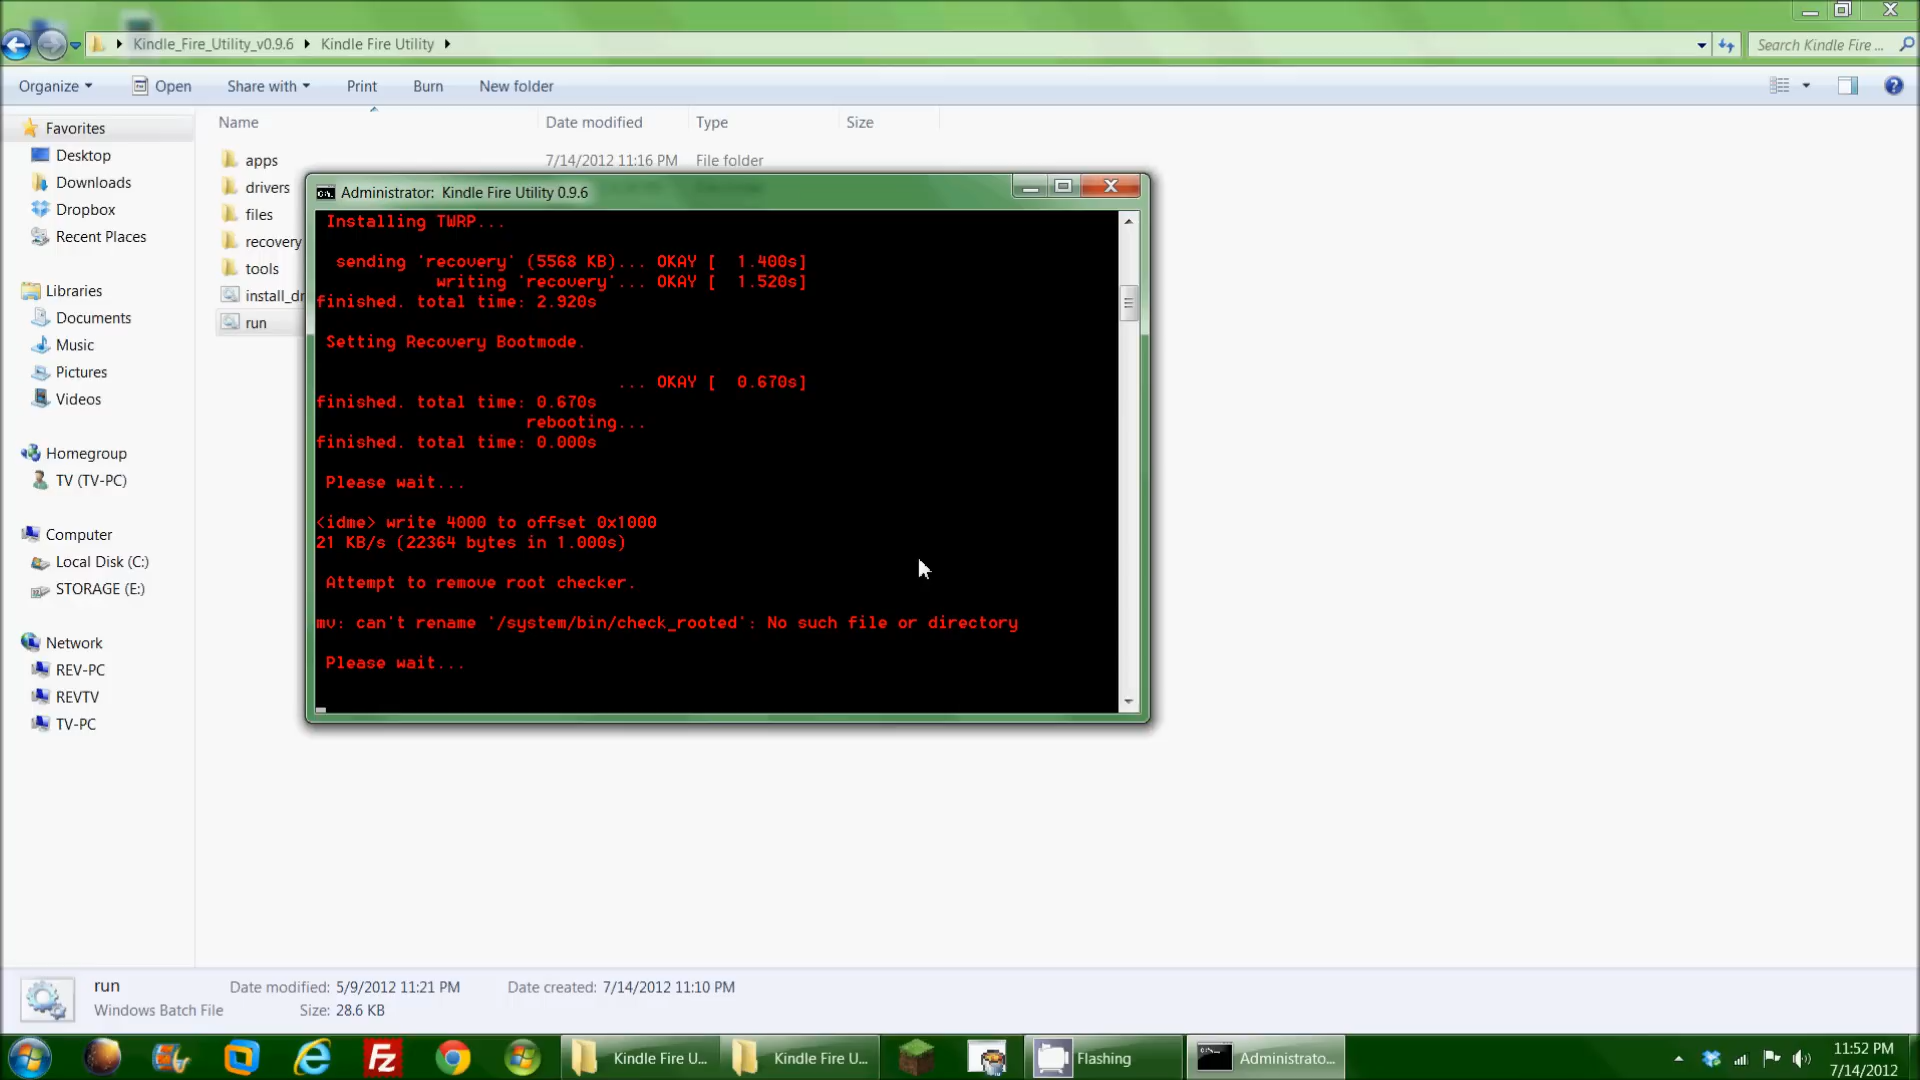 Kindle_Fire_Utility_v0.9.6
Kindle Fire Utility
Search Kindle Fire ...
Organize
Open
Share with
Print
Burn
New folder
Name
Date modified
Type
Size
Favorites
Desktop
Downloads
Dropbox
Recent Places
Libraries
Documents
Music
Pictures
Videos
Homegroup
TV (TV-PC)
Computer
Local Disk (C:)
STORAGE (E:)
Network
REV-PC
REVTV
TV-PC
apps
7/14/2012 11:16 PM
File folder
drivers
files
recovery
tools
install_dr
run
Administrator: Kindle Fire Utility 0.9.6
Installing TWRP...
sending 'recovery' (5568 KB)... OKAY [ 1.400s]
writing 'recovery'... OKAY [ 1.520s]
finished. total time: 2.920s
Setting Recovery Bootmode.
... OKAY [ 0.670s]
finished. total time: 0.670s
rebooting...
finished. total time: 0.000s
Please wait...
<idme> write 4000 to offset 0x1000
21 KB/s (22364 bytes in 1.000s)
Attempt to remove root checker.
mv: can't rename '/system/bin/check_rooted': No such file or directory
Please wait...
run
Date modified: 5/9/2012 11:21 PM
Date created: 7/14/2012 11:10 PM
Windows Batch File
Size: 28.6 KB
Kindle Fire U...
Kindle Fire U...
Flashing
Administrato...
11:52 PM
7/14/2012